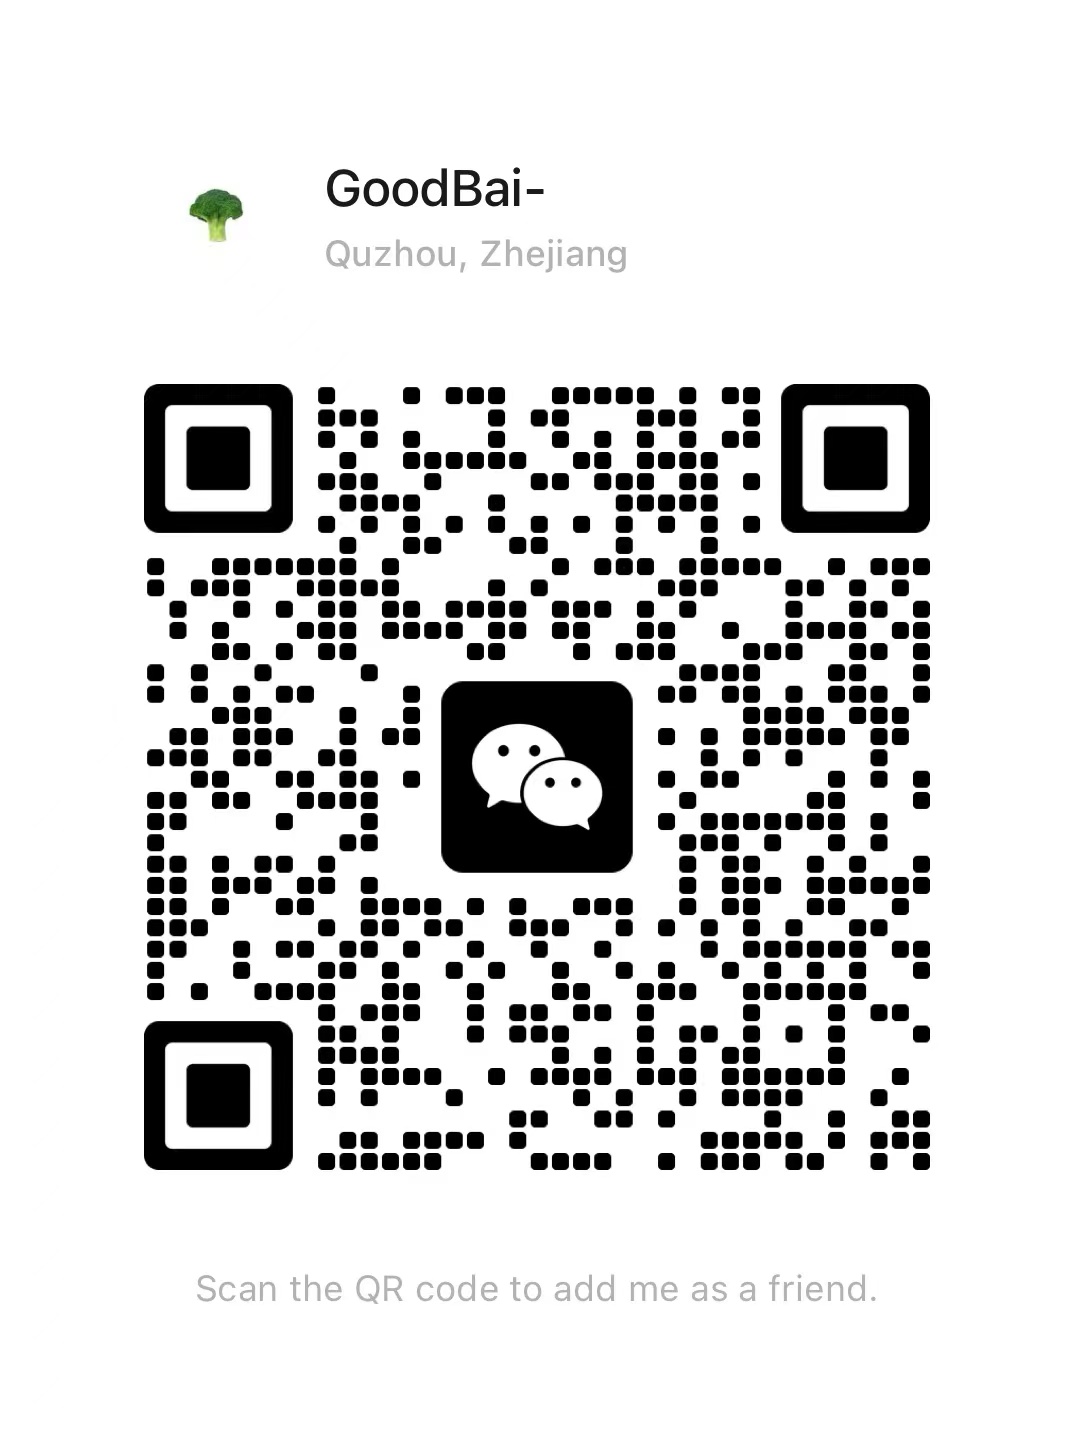 GoodBai-
Quzhou, Zhejiang
Scan the QR code to add me as a friend.